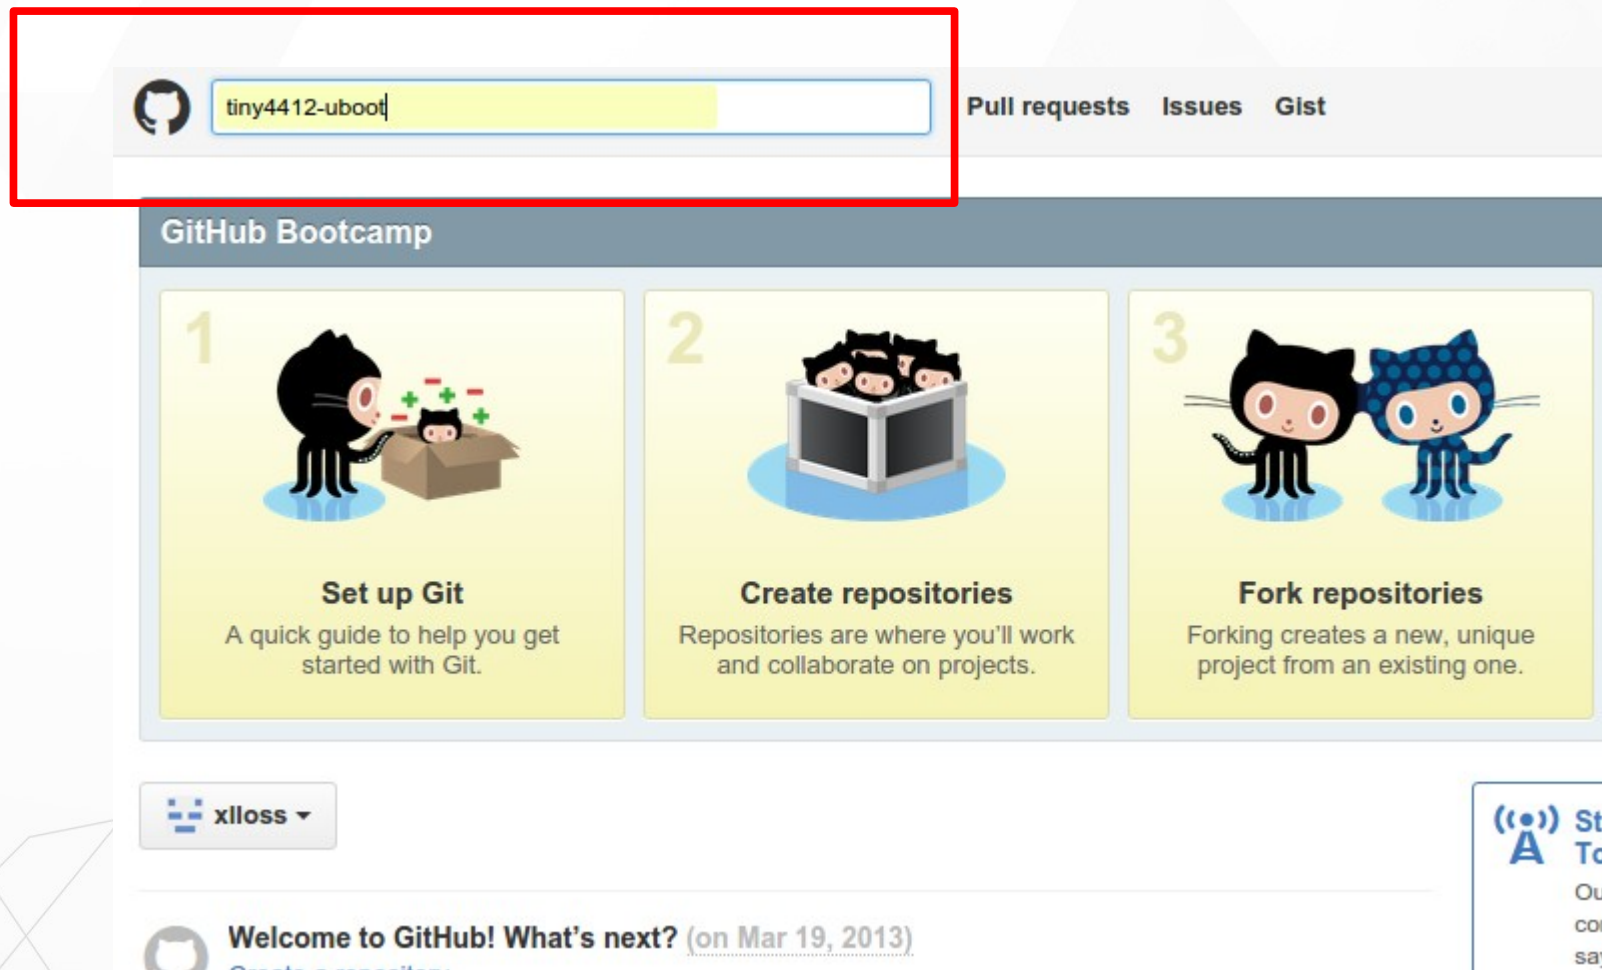 tiny4412-uboot
Pull requests Issues Gist
GitHub Bootcamp
1
2
3
Set up Git
A quick guide to help you get
started with Git.
Create repositories
Repositories are where you'll work
and collaborate on projects.
Fork repositories
Forking creates a new, unique
project from an existing one.
xlloss
Welcome to GitHub! What's next? (on Mar 19, 2013)